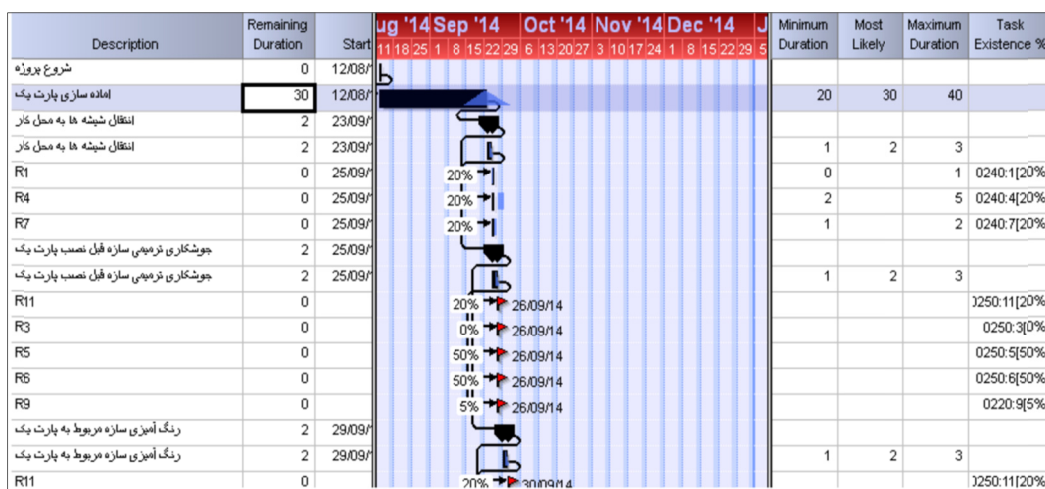 Description Remaining Duration Start ug '14 Sep '14 Oct '14 Nov '14 Dec '14 J Minimum Duration Most Likely Maximum Duration Task Existence %
11 18 25 1 8 15 22 29 6 13 20 27 3 10 17 24 1 8 15 22 29 5
شروع پروژه 0 12/08/
اماده سازی پارت یک 30 12/08/ 20 30 40
انتقال شیشه ها به محل کار 2 23/09/
انتقال شیشه ها به محل کار 2 23/09/ 1 2 3
R1 0 25/09/ 20% 0 1 0240:1[20%
R4 0 25/09/ 20% 2 5 0240:4[20%
R7 0 25/09/ 20% 1 2 0240:7[20%
جوشکاری ترمیمی سازه قبل نصب پارت یک 2 25/09/
جوشکاری ترمیمی سازه قبل نصب پارت یک 2 25/09/ 1 2 3
R11 0 20% 26/09/14 0250:11[20%
R3 0 0% 26/09/14 0250:3[0%
R5 0 50% 26/09/14 0250:5[50%
R6 0 50% 26/09/14 0250:6[50%
R9 0 5% 26/09/14 0220:9[5%
رنگ آمیزی سازه مربوط به پارت یک 2 29/09/
رنگ آمیزی سازه مربوط به پارت یک 2 29/09/ 1 2 3
R11 0 20% 30/09/14 0250:11[20%